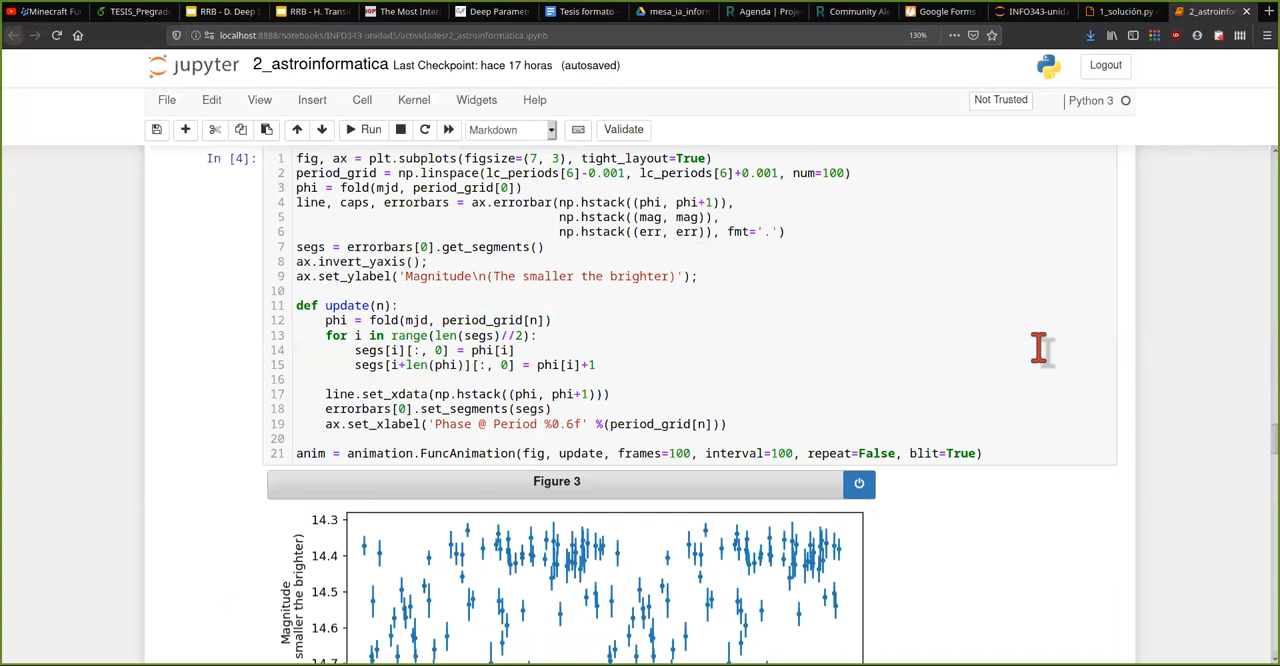 Minecraft Fu
TESIS_Pregrad
RRB - D. Deep
RRB - H. Transi
The Most Inter
Deep Paramet
Tesis formato -
mesa_ia_inform
Agenda | Proje
Community Ale
Google Forms
INFO343-unida
1_solución.py -
2_astroinfor
localhost:8888/notebooks/INFO343-unidad5/actividades/2_astroinformatica.ipynb
130%
jupyter 2_astroinformatica Last Checkpoint: hace 17 horas (autosaved)
Logout
File Edit View Insert Cell Kernel Widgets Help
Not Trusted
Python 3
Run
Markdown
Validate
In [4]:
1 fig, ax = plt.subplots(figsize=(7, 3), tight_layout=True)
2 period_grid = np.linspace(lc_periods[6]-0.001, lc_periods[6]+0.001, num=100)
3 phi = fold(mjd, period_grid[0])
4 line, caps, errorbars = ax.errorbar(np.hstack((phi, phi+1)),
5 np.hstack((mag, mag)),
6 np.hstack((err, err)), fmt='.')
7 segs = errorbars[0].get_segments()
8 ax.invert_yaxis();
9 ax.set_ylabel('Magnitude\n(The smaller the brighter)');
10
11 def update(n):
12 phi = fold(mjd, period_grid[n])
13 for i in range(len(segs)//2):
14 segs[i][:, 0] = phi[i]
15 segs[i+len(phi)][:, 0] = phi[i]+1
16
17 line.set_xdata(np.hstack((phi, phi+1)))
18 errorbars[0].set_segments(segs)
19 ax.set_xlabel('Phase @ Period %0.6f' %(period_grid[n]))
20
21 anim = animation.FuncAnimation(fig, update, frames=100, interval=100, repeat=False, blit=True)
Figure 3
14.3
14.4
14.5
14.6
14.7
Magnitude
smaller the brighter)